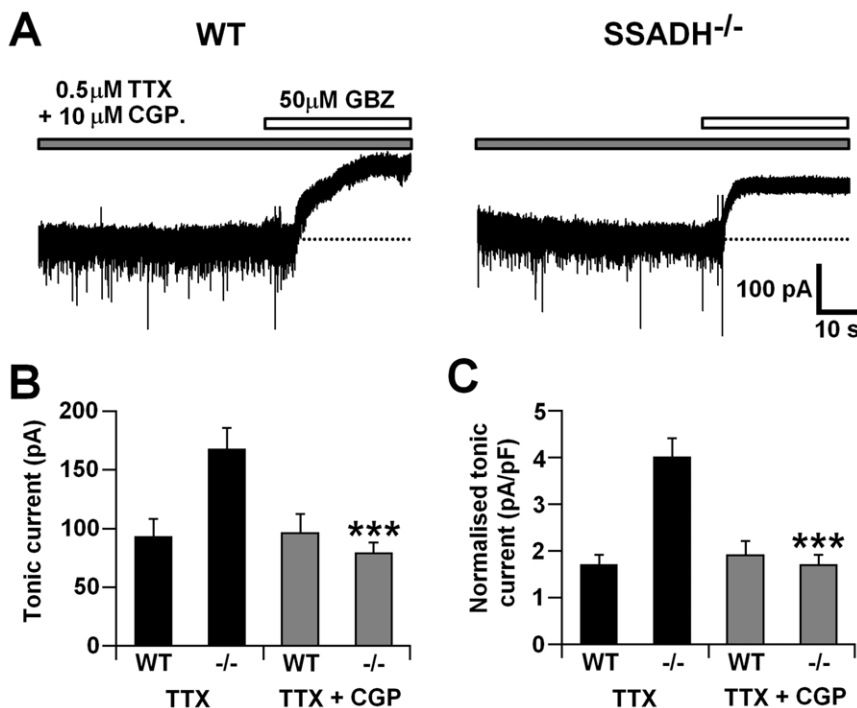 A
WT
SSADH-/-
0.5μM TTX
+ 10 μM CGP.
50μM GBZ
100 pA
10 s
B
Tonic current (pA)
200
150
100
50
0
***
WT
-/-
WT
-/-
TTX
TTX + CGP
C
Normalised tonic
current (pA/pF)
5
4
3
2
1
0
***
WT
-/-
WT
-/-
TTX
TTX + CGP